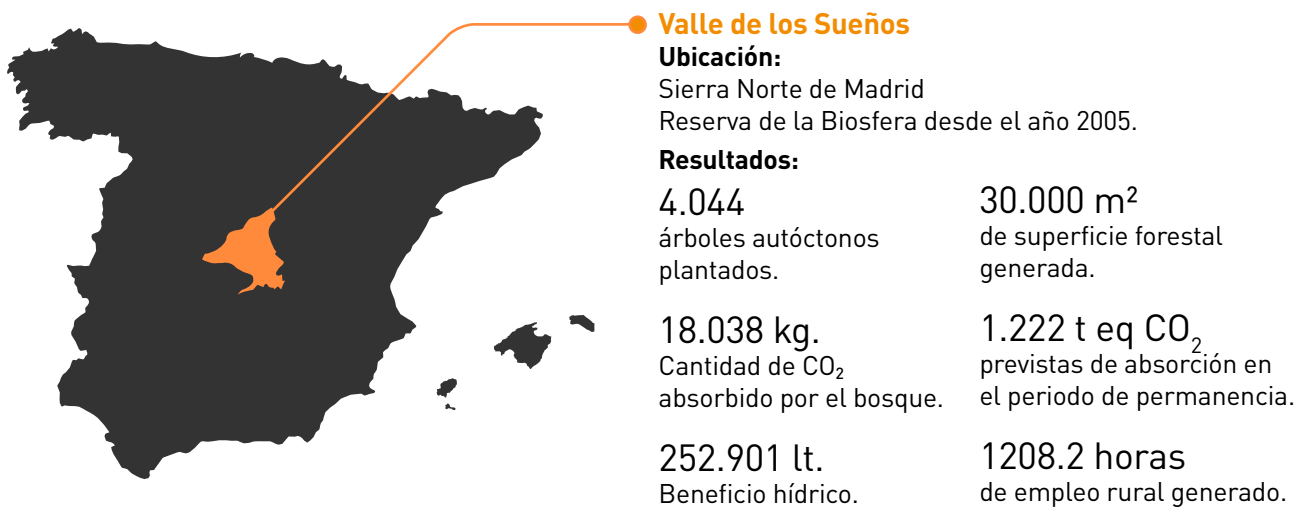 Valle de los Sueños
Ubicación:
Sierra Norte de Madrid
Reserva de la Biosfera desde el año 2005.
Resultados:
4.044
árboles autóctonos
plantados.
30.000 m²
de superficie forestal
generada.
18.038 kg.
Cantidad de CO₂
absorbido por el bosque.
1.222 t eq CO₂
previstas de absorción en
el periodo de permanencia.
252.901 lt.
Beneficio hídrico.
1208.2 horas
de empleo rural generado.